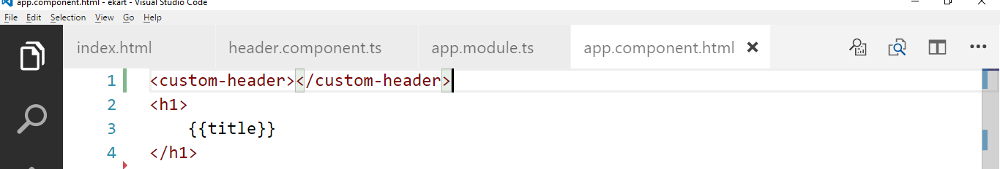 app.component.html - ekart - Visual Studio Code
File Edit Selection View Go Help
index.html header.component.ts app.module.ts app.component.html
1 <custom-header></custom-header>
2 <h1>
3 {{title}}
4 </h1>